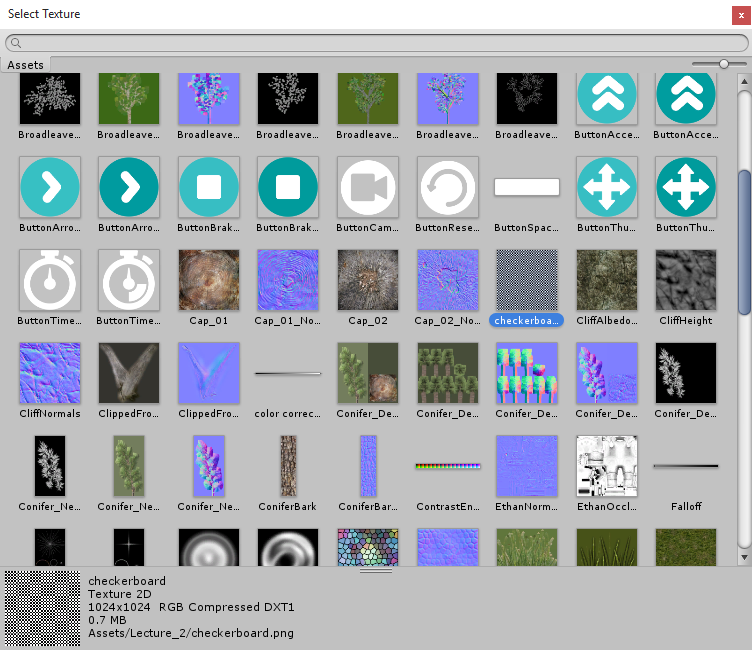 Select Texture
x
Assets
Broadleave... Broadleave... Broadleave... Broadleave... Broadleave... Broadleave... Broadleave... ButtonAcce... ButtonAcce...
ButtonArro... ButtonArro... ButtonBrak... ButtonBrak... ButtonCam... ButtonRese... ButtonSpac... ButtonThu... ButtonThu...
ButtonTime... ButtonTime... Cap_01 Cap_01_No... Cap_02 Cap_02_No... checkerboa... CliffAlbedo... CliffHeight
CliffNormals ClippedFro... ClippedFro... color correc... Conifer_De... Conifer_De... Conifer_De... Conifer_De... Conifer_De...
Conifer_Ne... Conifer_Ne... Conifer_Ne... ConiferBark ConiferBar... ContrastEn... EthanNorm... EthanOccl... Falloff
checkerboard
Texture 2D
1024x1024 RGB Compressed DXT1
0.7 MB
Assets/Lecture_2/checkerboard.png